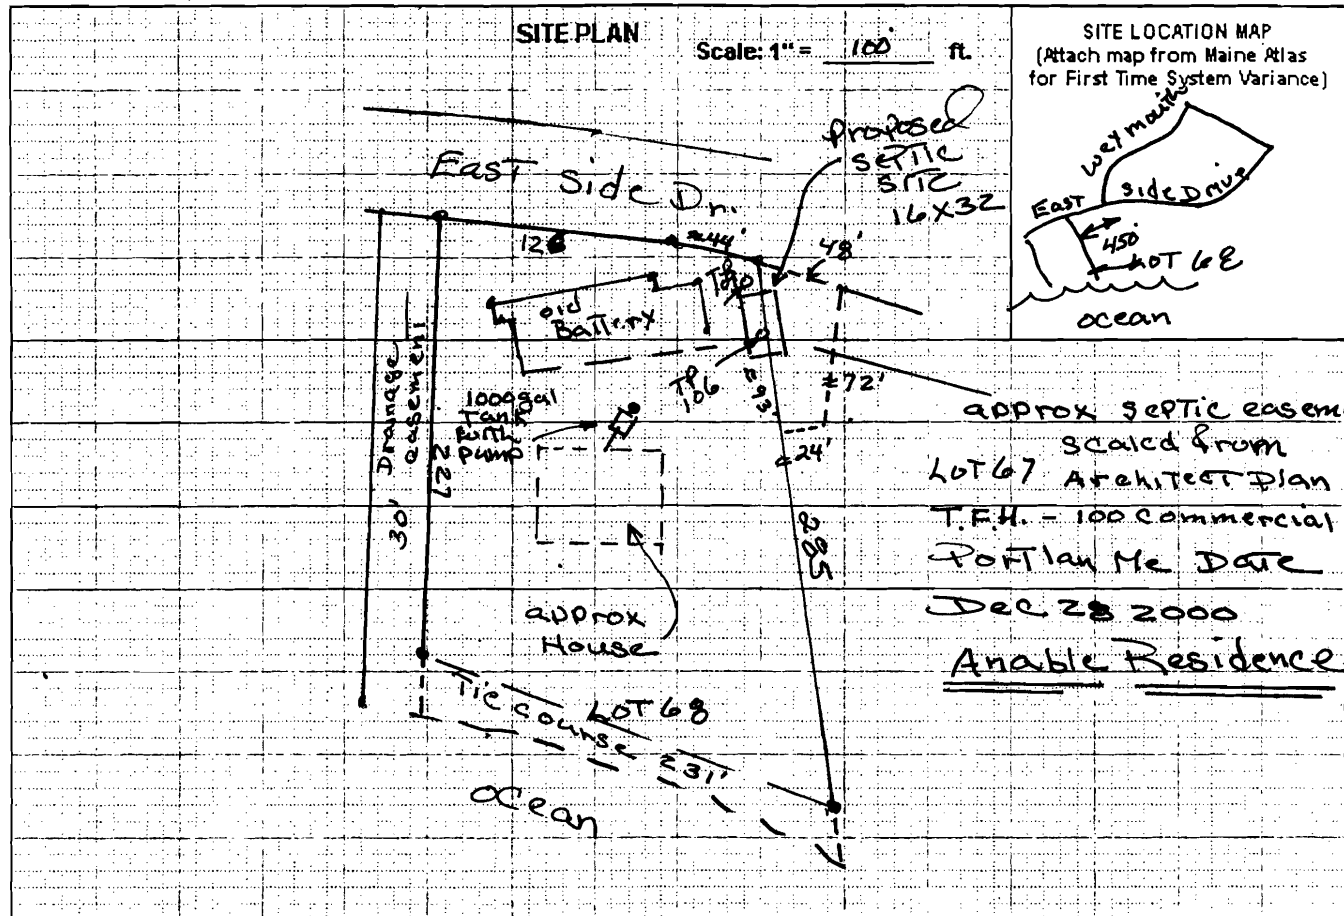 SITE PLAN
Scale: 1" = 100' ft.
SITE LOCATION MAP
(Attach map from Maine Atlas
for First Time System Variance)
Weymouth
East Side Drive
450'
LOT 68
ocean
Proposed
SEPTIC
SITE
16X32
East Side Dr.
≈44'
48'
old
Battery
Dranage
easement
30'
227
1000gal
Tank
with
pump
TP
106
≈93'
±72'
≈24'
285
approx
House
approx septic easem
scaled from
LOT 67 Architect Plan
T.F.H. - 100 Commercial
Portlan Me Date
Dec 28 2000
Anable Residence
Tie course
LOT 68
231'
ocean